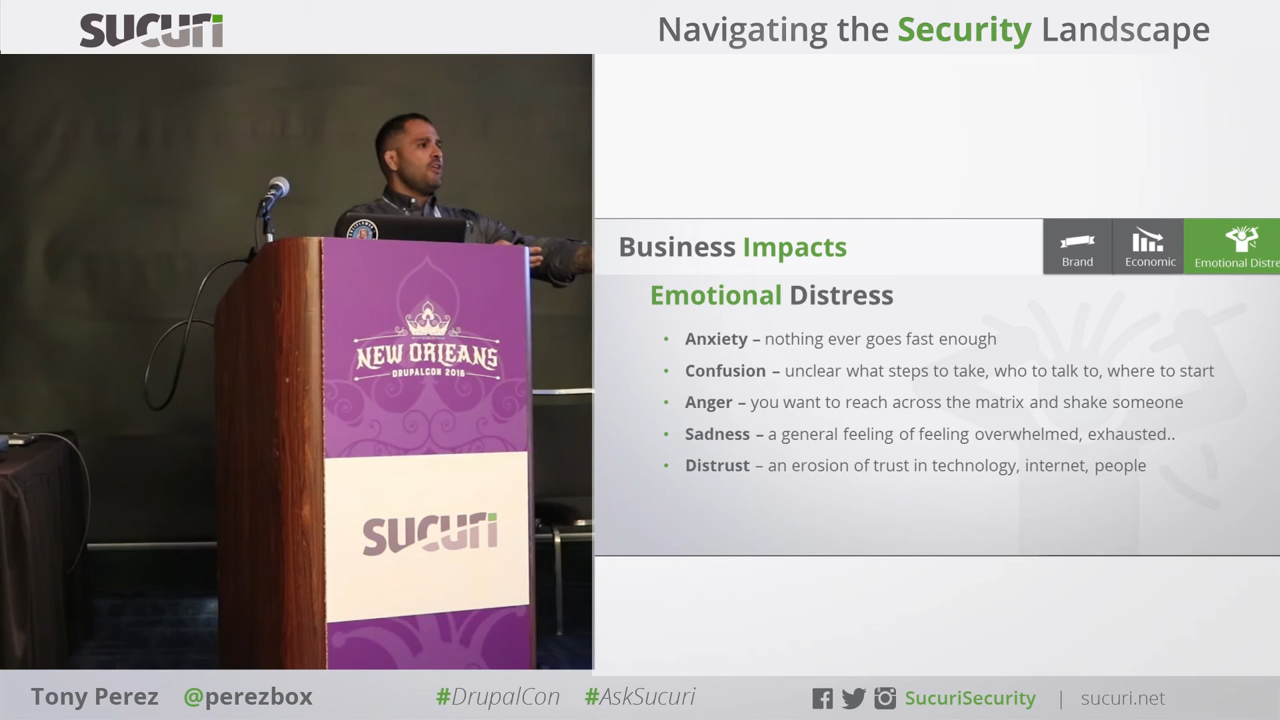 sucuri
Navigating the Security Landscape
NEW ORLEANS
DRUPALCON 2016
sucuri
Business Impacts
Brand
Economic
Emotional Distre
Emotional Distress
• Anxiety – nothing ever goes fast enough
• Confusion – unclear what steps to take, who to talk to, where to start
• Anger – you want to reach across the matrix and shake someone
• Sadness – a general feeling of feeling overwhelmed, exhausted..
• Distrust – an erosion of trust in technology, internet, people
Tony Perez @perezbox #DrupalCon #AskSucuri SucuriSecurity | sucuri.net